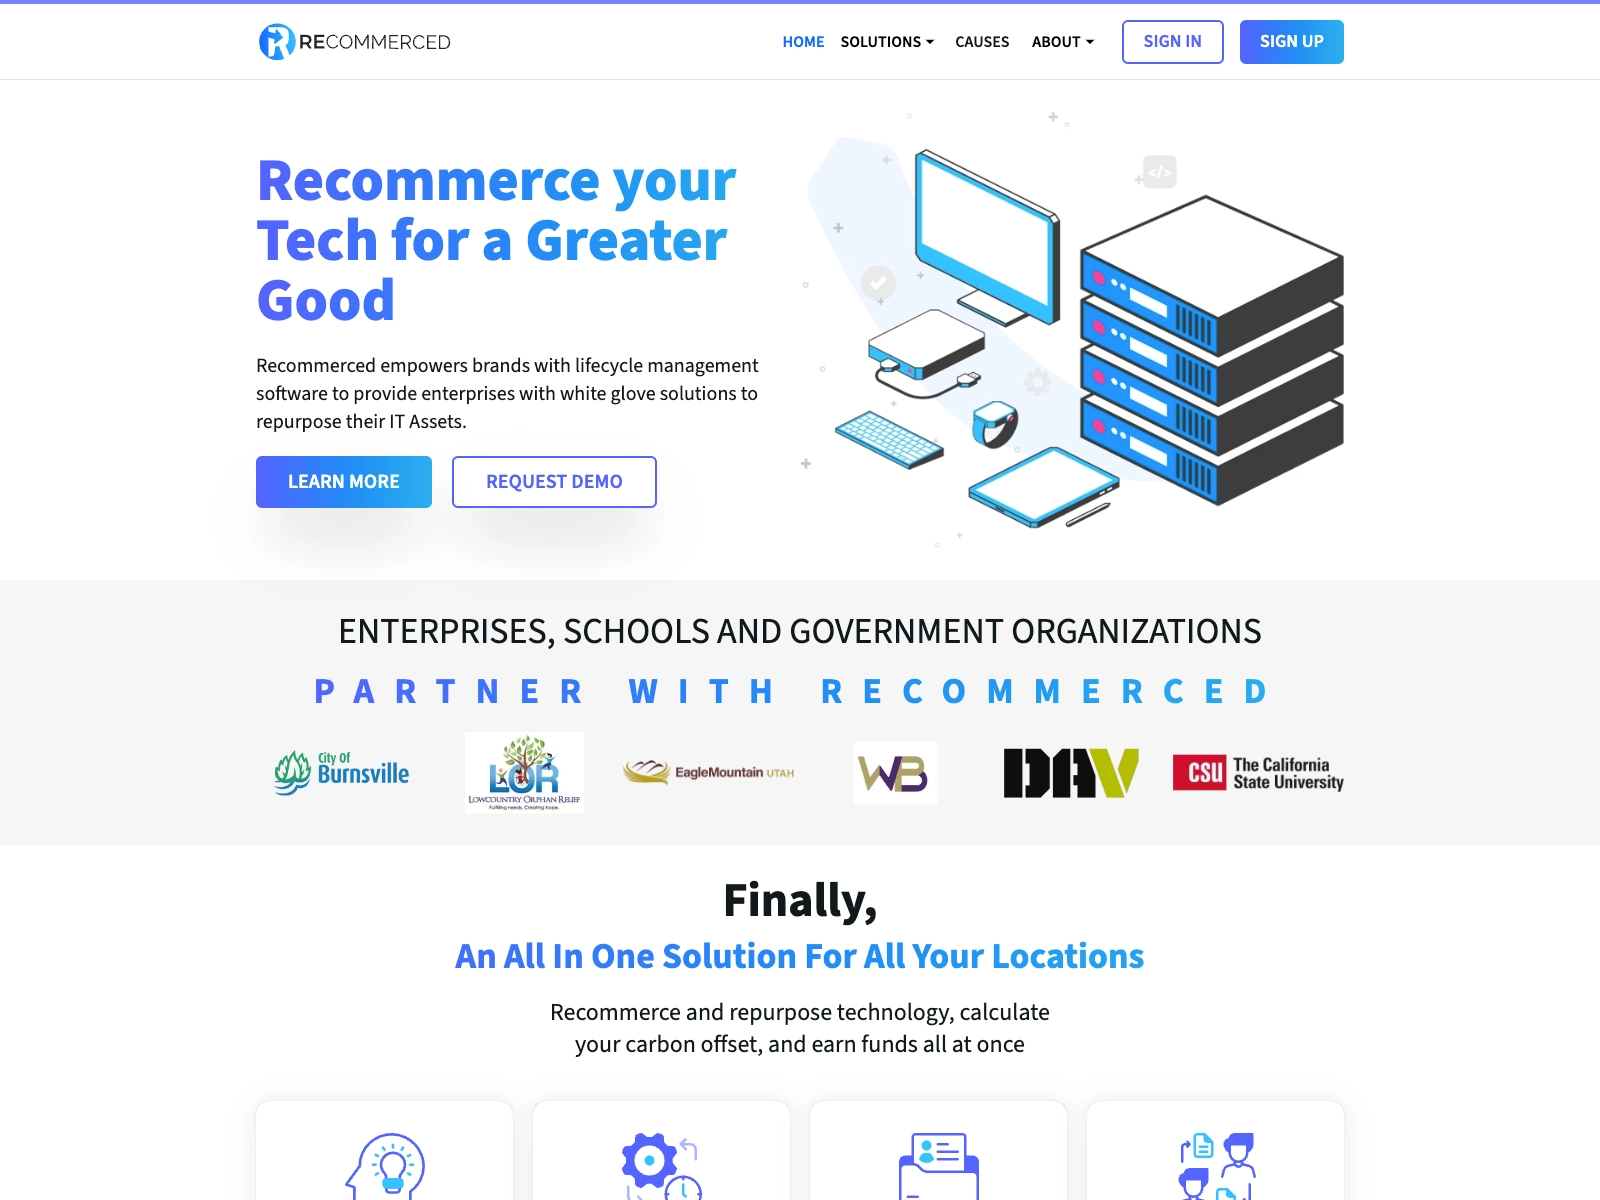 RECOMMERCED
HOME SOLUTIONS CAUSES ABOUT SIGN IN SIGN UP
Recommerce your
Tech for a Greater
Good
Recommerced empowers brands with lifecycle management
software to provide enterprises with white glove solutions to
repurpose their IT Assets.
LEARN MORE REQUEST DEMO
</>
ENTERPRISES, SCHOOLS AND GOVERNMENT ORGANIZATIONS
PARTNER WITH RECOMMERCED
City Of
Burnsville
LOR
LOWCOUNTRY ORPHAN RELIEF
Fulfilling needs. Creating hope.
EagleMountain UTAH
WB
DAV
CSU The California
State University
Finally,
An All In One Solution For All Your Locations
Recommerce and repurpose technology, calculate
your carbon offset, and earn funds all at once